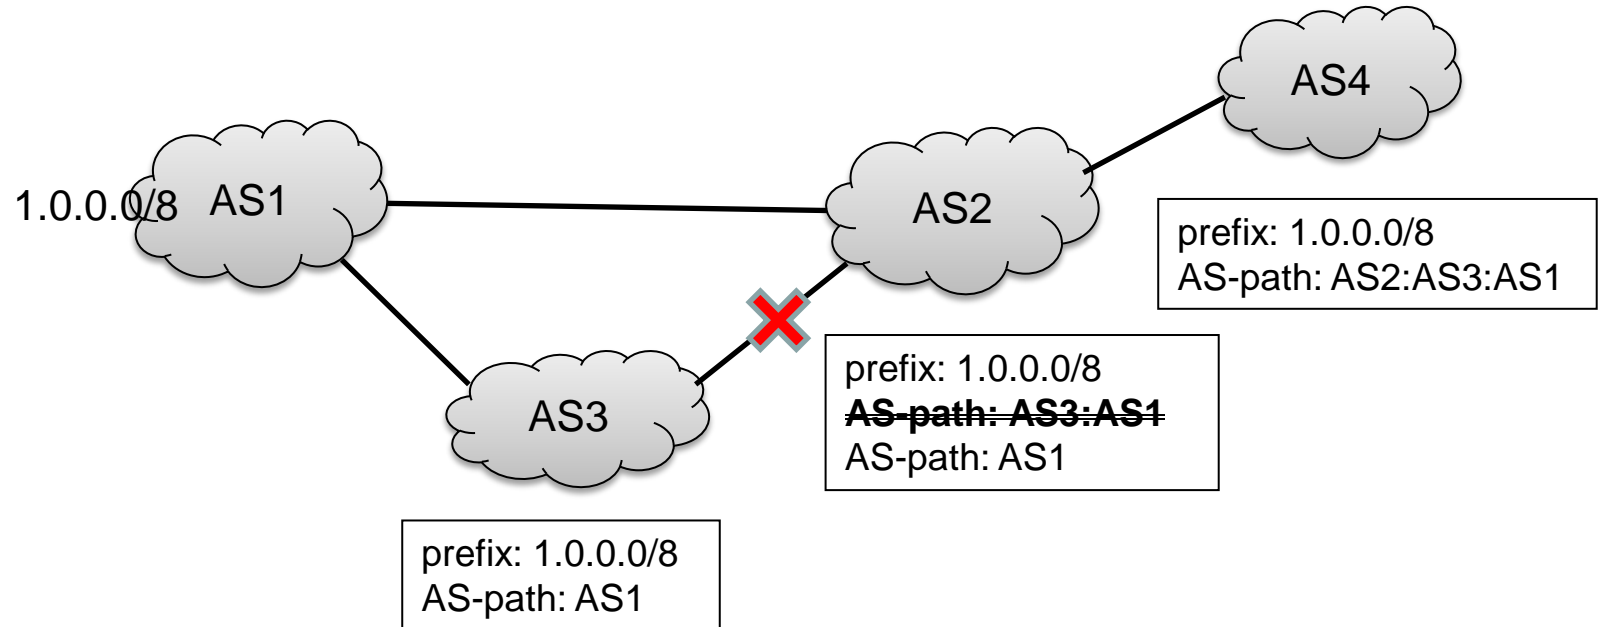 AS4
1.0.0.0/8
AS1
AS2
prefix: 1.0.0.0/8
AS-path: AS2:AS3:AS1
prefix: 1.0.0.0/8
AS-path: AS3:AS1
AS-path: AS1
AS3
prefix: 1.0.0.0/8
AS-path: AS1